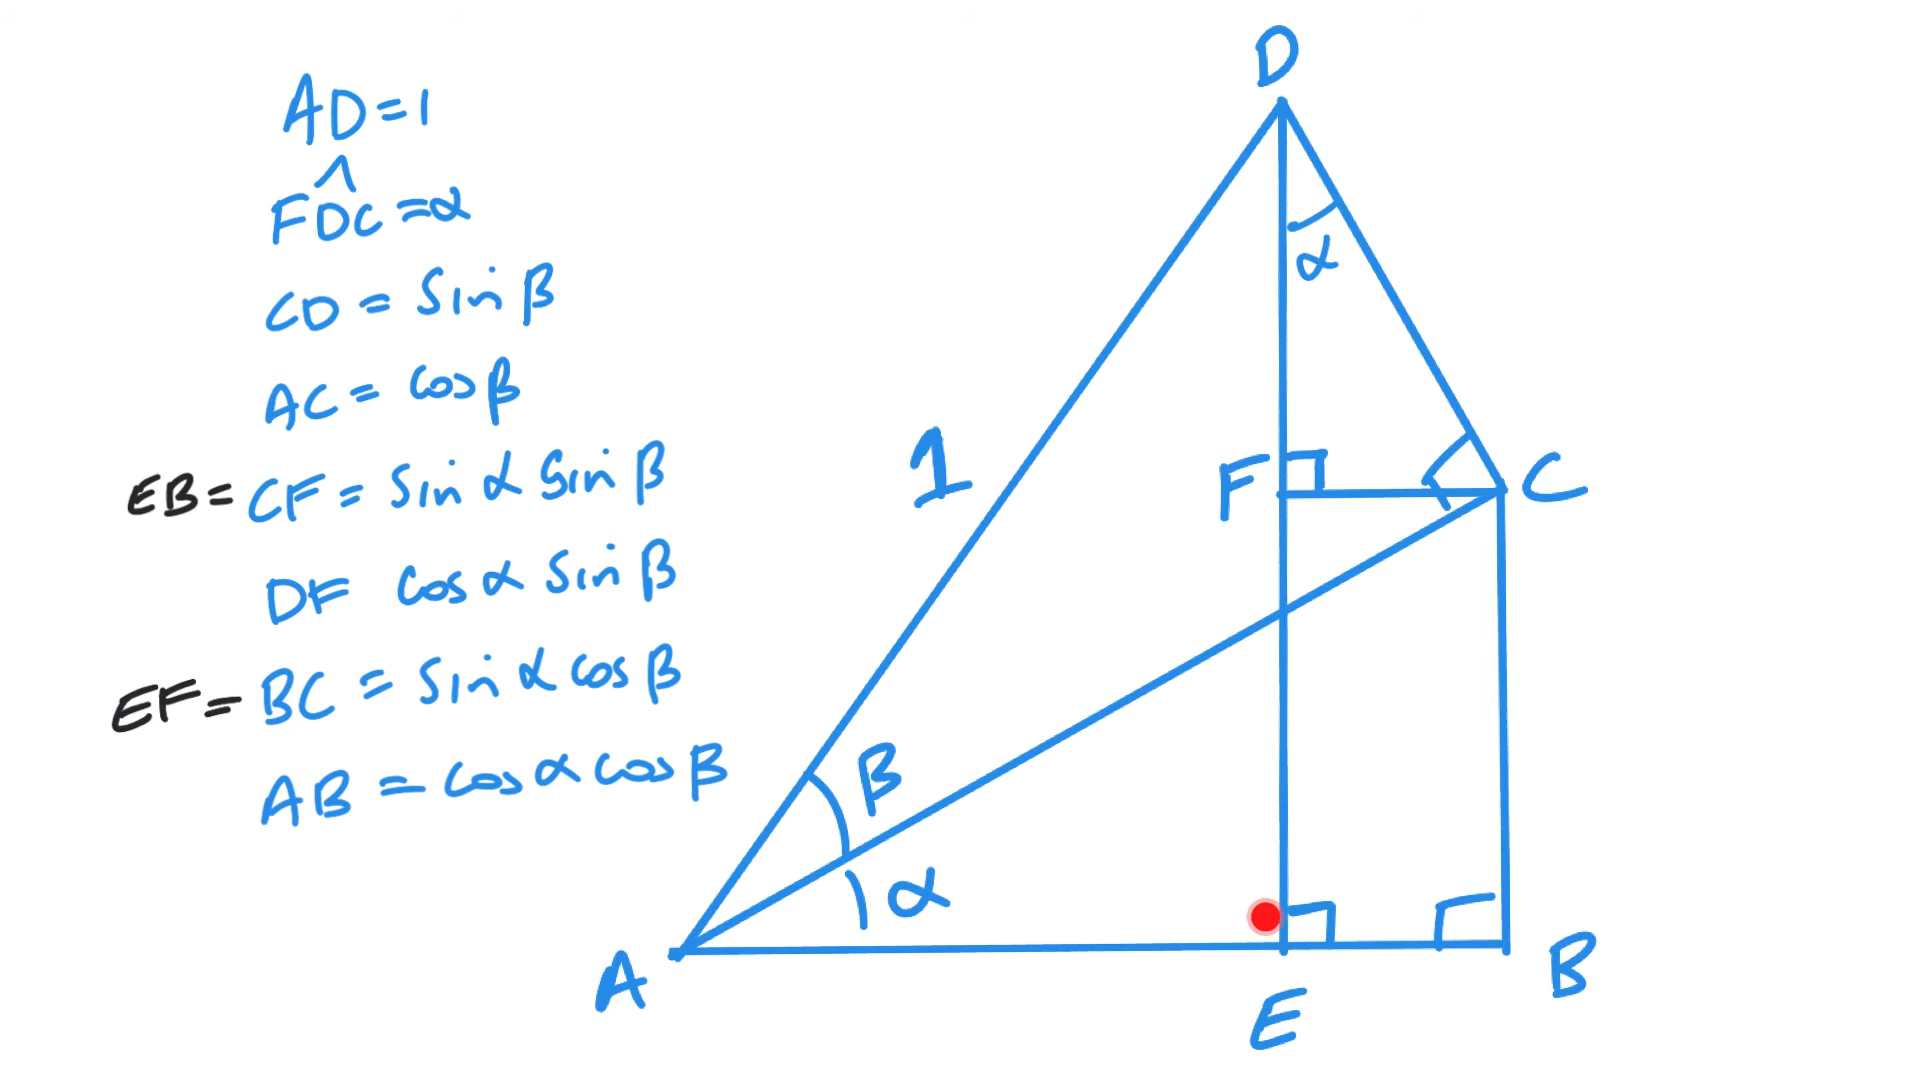 AD = 1
FD̂C = α
CD = sin β
AC = cos β
EB = CF = sin α sin β
DF cos α sin β
EF = BC = sin α cos β
AB = cos α cos β
D
α
1
F
C
β
α
A
B
E